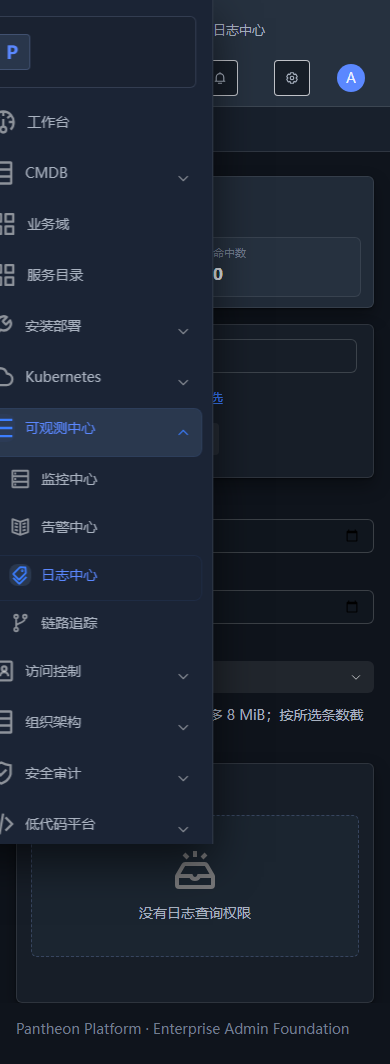 日志中心
P
A
工作台
CMDB
业务域
命中数
服务目录
0
安装部署
Kubernetes
选
可观测中心
监控中心
告警中心
日志中心
链路追踪
访问控制
多 8 MiB；按所选条数截
组织架构
安全审计
低代码平台
没有日志查询权限
Pantheon Platform · Enterprise Admin Foundation